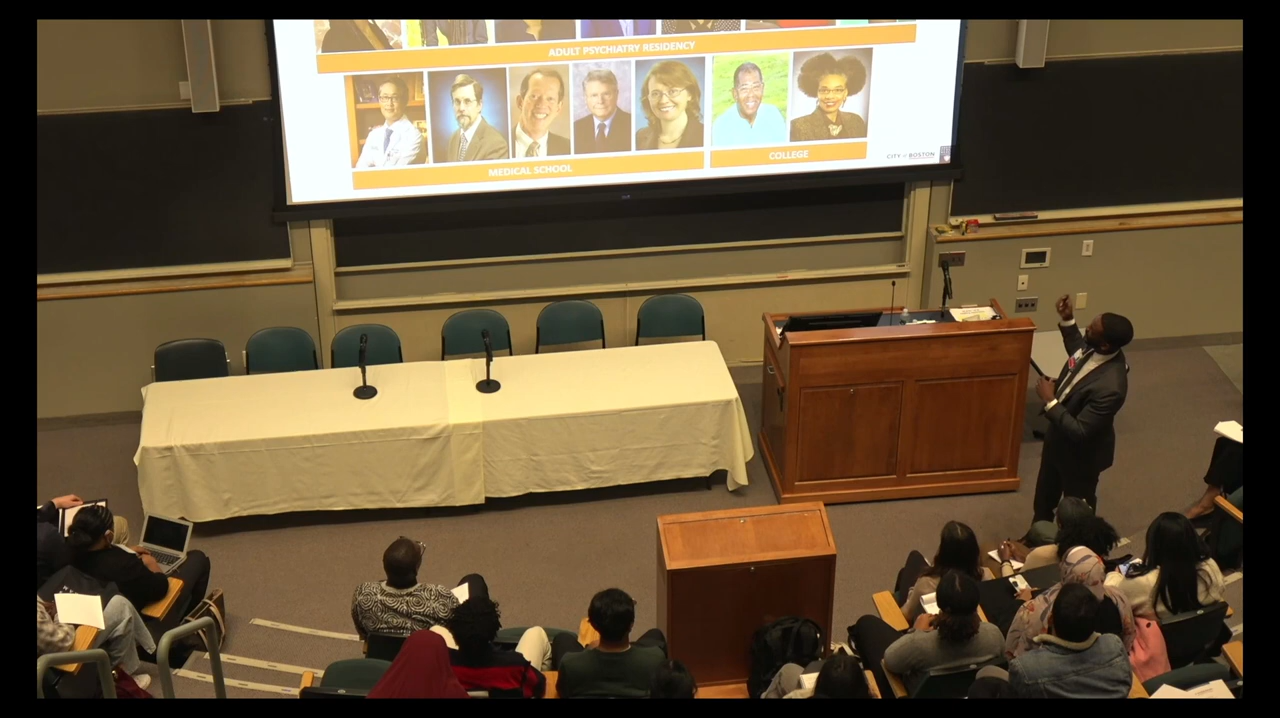 ADULT PSYCHIATRY RESIDENCY
MEDICAL SCHOOL
COLLEGE
CITY of BOSTON